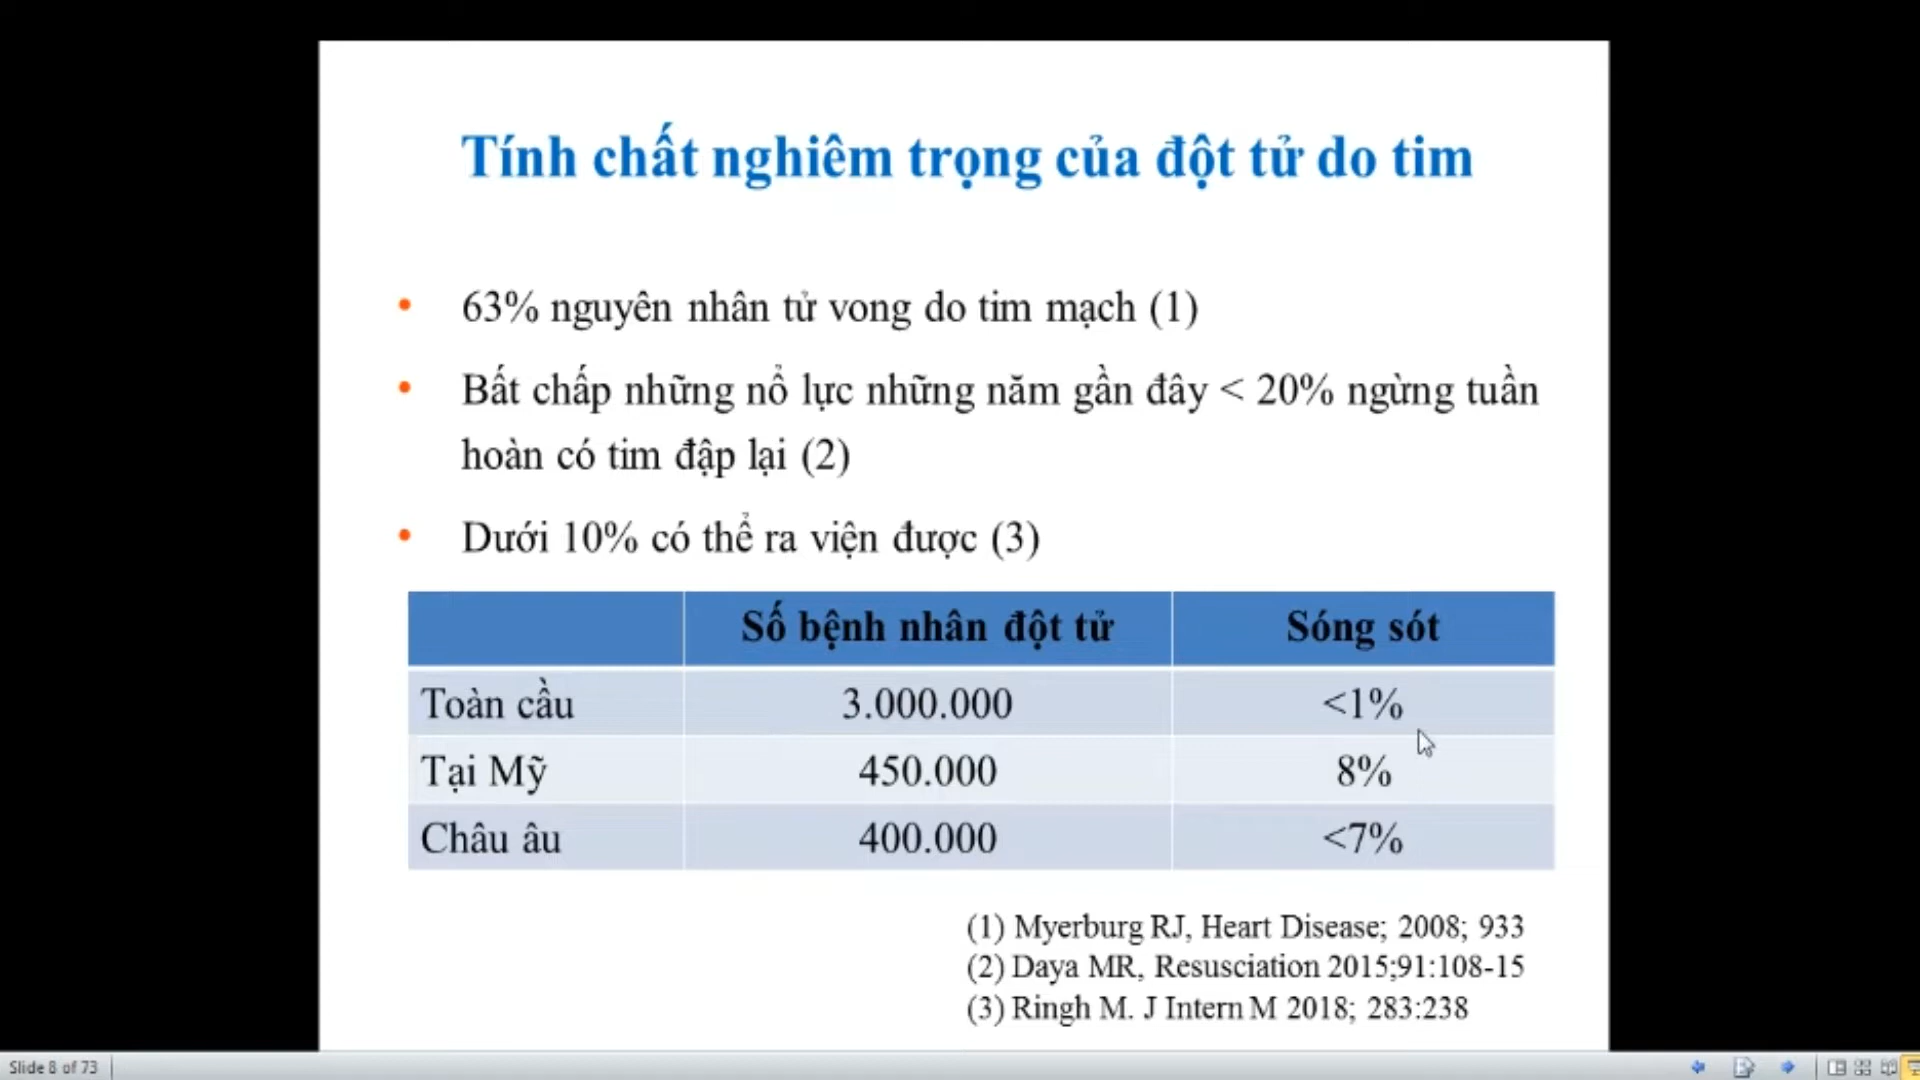 Tính chất nghiêm trọng của đột tử do tim
• 63% nguyên nhân tử vong do tim mạch (1)
• Bất chấp những nổ lực những năm gần đây < 20% ngừng tuần
hoàn có tim đập lại (2)
• Dưới 10% có thể ra viện được (3)
Số bệnh nhân đột tử Sóng sót
Toàn cầu 3.000.000 <1%
Tại Mỹ 450.000 8%
Châu âu 400.000 <7%
(1) Myerburg RJ, Heart Disease; 2008; 933
(2) Daya MR, Resusciation 2015;91:108-15
(3) Ringh M. J Intern M 2018; 283:238
Slide 8 of 73